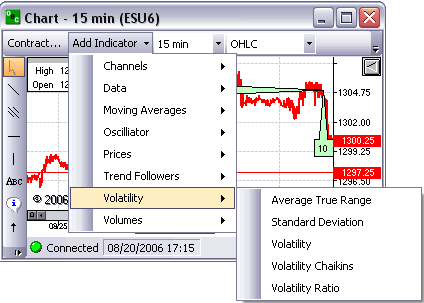 Chart - 15 min (ESU6)
Contract... Add Indicator 15 min OHLC
Channels
Data
Moving Averages
Oscillator
Prices
Trend Followers
Volatility
Volumes
High 12
Open 12
ABC
© 2006
1304.75
1300.25
1299.25
1297.25
1296.50
10
Average True Range
Standard Deviation
Volatility
Volatility Chaikins
Volatility Ratio
Connected 08/20/2006 17:15